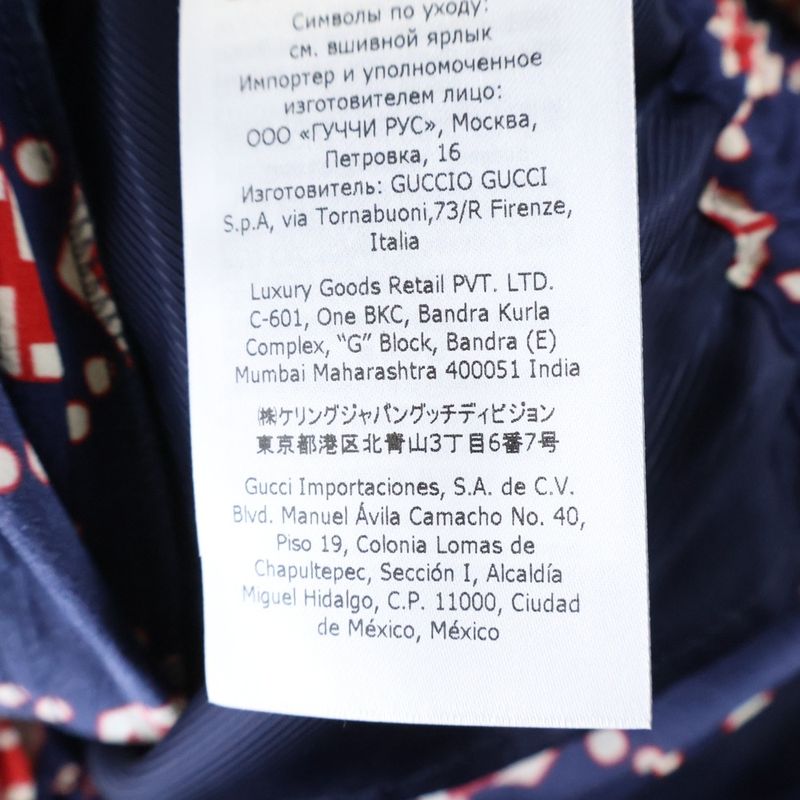 Символы по уходу:
см. вшивной ярлык
Импортер и уполномоченное
изготовителем лицо:
ООО «ГУЧЧИ РУС», Москва,
Петровка, 16
Изготовитель: GUCCIO GUCCI
S.p.A, via Tornabuoni,73/R Firenze,
Italia
Luxury Goods Retail PVT. LTD.
C-601, One BKC, Bandra Kurla
Complex, “G” Block, Bandra (E)
Mumbai Maharashtra 400051 India
㈱ケリングジャパングッチディビジョン
東京都港区北青山3丁目6番7号
Gucci Importaciones, S.A. de C.V.
Blvd. Manuel Ávila Camacho No. 40,
Piso 19, Colonia Lomas de
Chapultepec, Sección I, Alcaldía
Miguel Hidalgo, C.P. 11000, Ciudad
de México, México